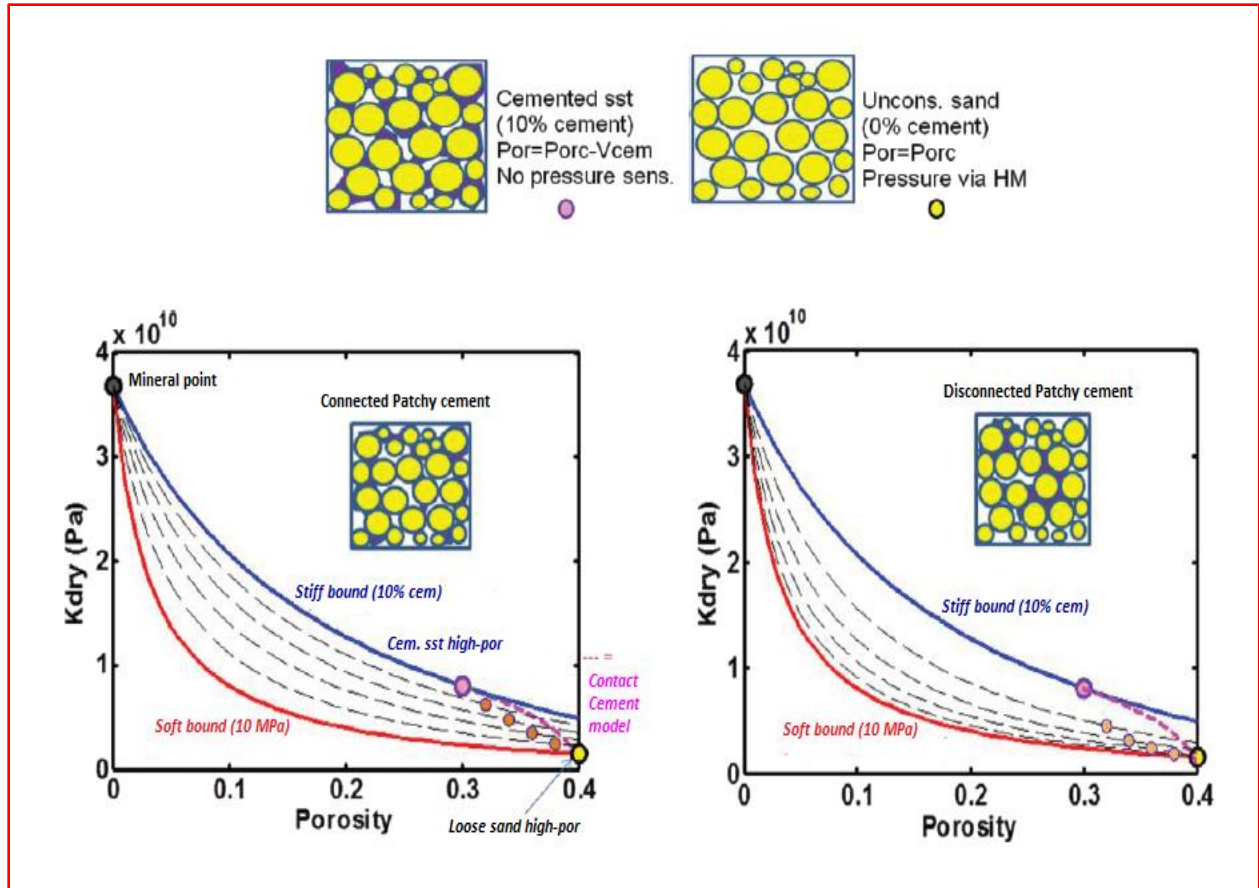 Cemented sst
(10% cement)
Por=Porc-Vcem
No pressure sens.
Uncons. sand
(0% cement)
Por=Porc
Pressure via HM
x 10^10
4
3
2
1
0
Kdry (Pa)
Mineral point
Connected Patchy cement
Stiff bound (10% cem)
Cem. sst high-por
Soft bound (10 MPa)
--- =
Contact
Cement
model
0 0.1 0.2 0.3 0.4
Porosity
Loose sand high-por
x 10^10
4
3
2
1
0
Kdry (Pa)
Disconnected Patchy cement
Stiff bound (10% cem)
Soft bound (10 MPa)
0 0.1 0.2 0.3 0.4
Porosity